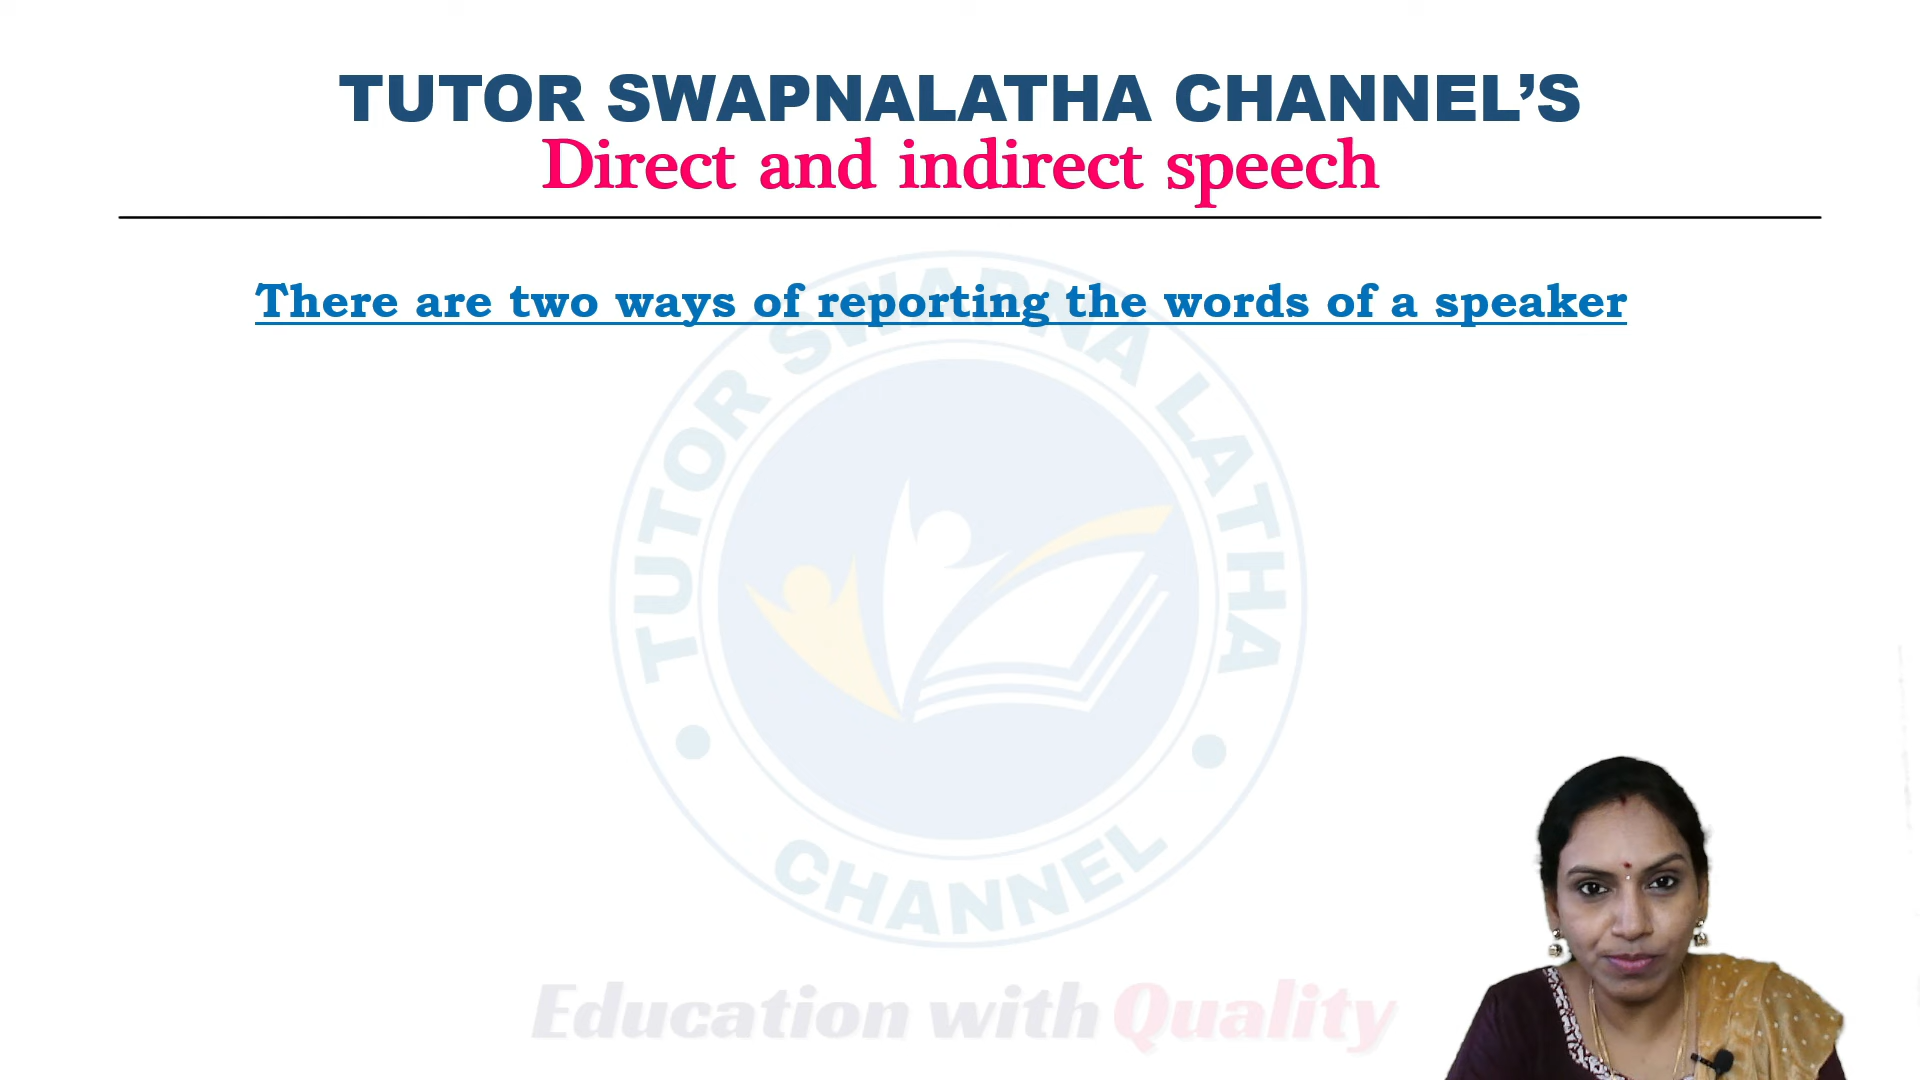 TUTOR SWAPNALATHA CHANNEL’S
Direct and indirect speech
There are two ways of reporting the words of a speaker
TUTOR SWAPNA LATHA
CHANNEL
Education with Quality